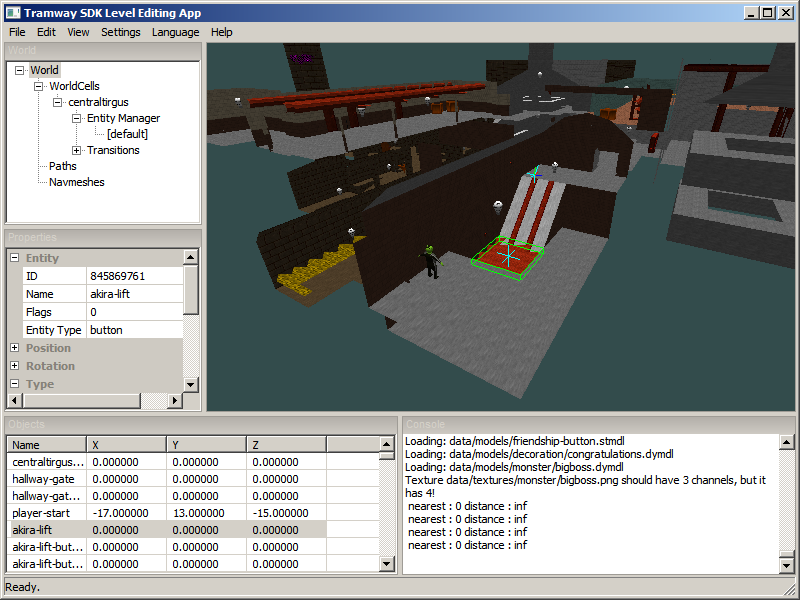 Tramway SDK Level Editing App
File Edit View Settings Language Help
World
World
WorldCells
centraltirgus
Entity Manager
[default]
Transitions
Paths
Navmeshes
Properties
Entity
ID 845869761
Name akira-lift
Flags 0
Entity Type button
Position
Rotation
Type
Objects
Name X Y Z
centraltirgus... 0.000000 0.000000 0.000000
hallway-gate 0.000000 0.000000 0.000000
hallway-gat... 0.000000 0.000000 0.000000
player-start -17.000000 13.000000 -15.000000
akira-lift 0.000000 0.000000 0.000000
akira-lift-but... 0.000000 0.000000 0.000000
akira-lift-but... 0.000000 0.000000 0.000000
Console
Loading: data/models/friendship-button.stmdl
Loading: data/models/decoration/congratulations.dymdl
Loading: data/models/monster/bigboss.dymdl
Texture data/textures/monster/bigboss.png should have 3 channels, but it
has 4!
nearest : 0 distance : inf
nearest : 0 distance : inf
nearest : 0 distance : inf
nearest : 0 distance : inf
Ready.